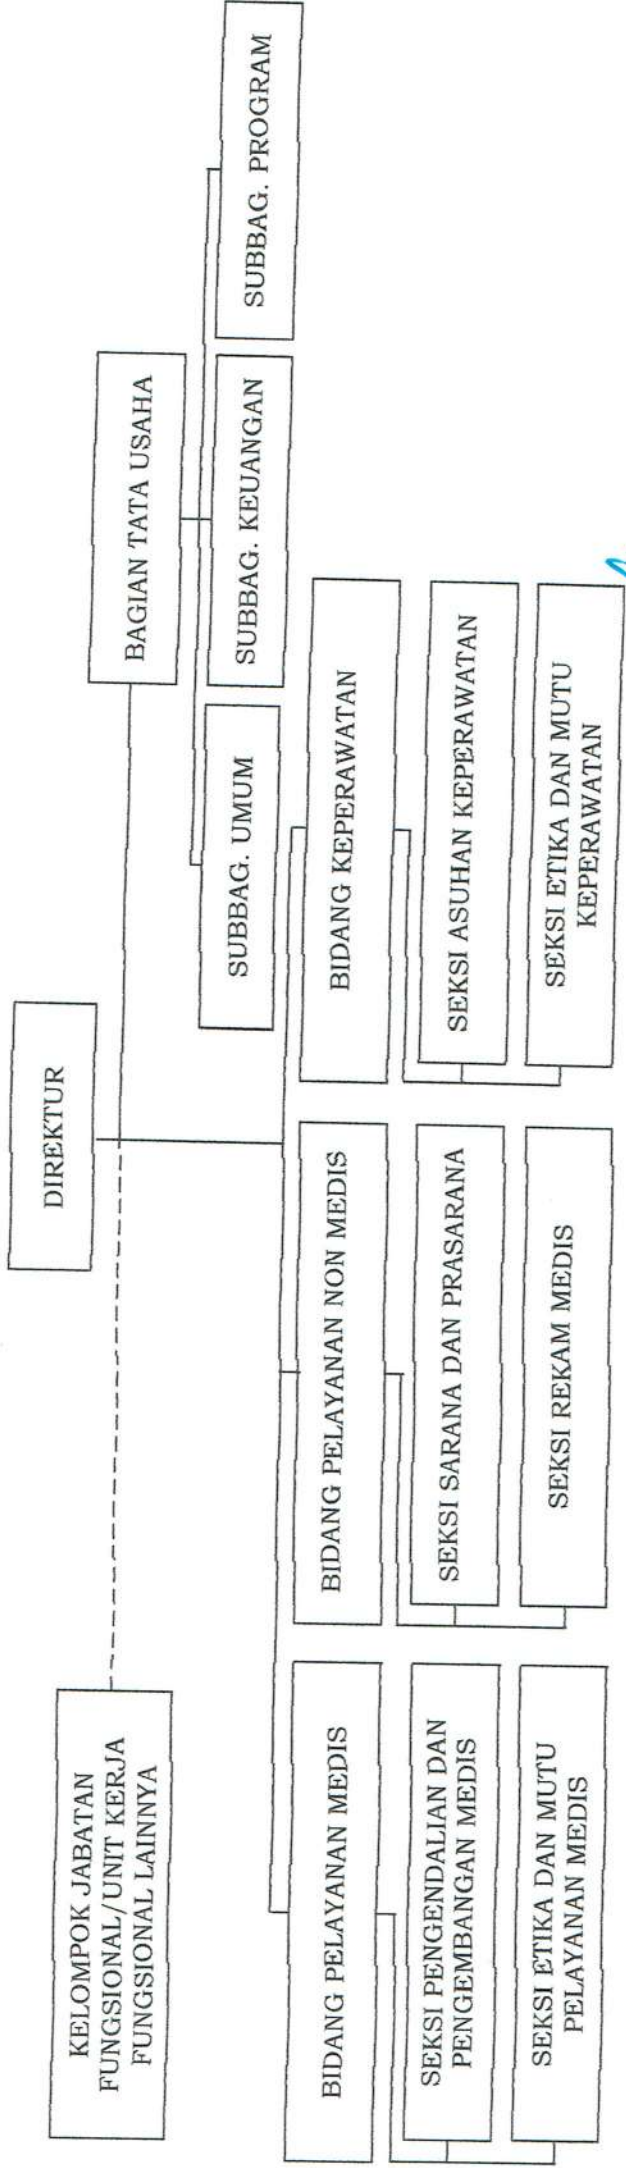 DIREKTUR
KELOMPOK JABATAN
FUNGSIONAL/UNIT KERJA
FUNGSIONAL LAINNYA
BAGIAN TATA USAHA
SUBBAG. UMUM
SUBBAG. KEUANGAN
SUBBAG. PROGRAM
BIDANG PELAYANAN MEDIS
SEKSI PENGENDALIAN DAN
PENGEMBANGAN MEDIS
SEKSI ETIKA DAN MUTU
PELAYANAN MEDIS
BIDANG PELAYANAN NON MEDIS
SEKSI SARANA DAN PRASARANA
SEKSI REKAM MEDIS
BIDANG KEPERAWATAN
SEKSI ASUHAN KEPERAWATAN
SEKSI ETIKA DAN MUTU
KEPERAWATAN